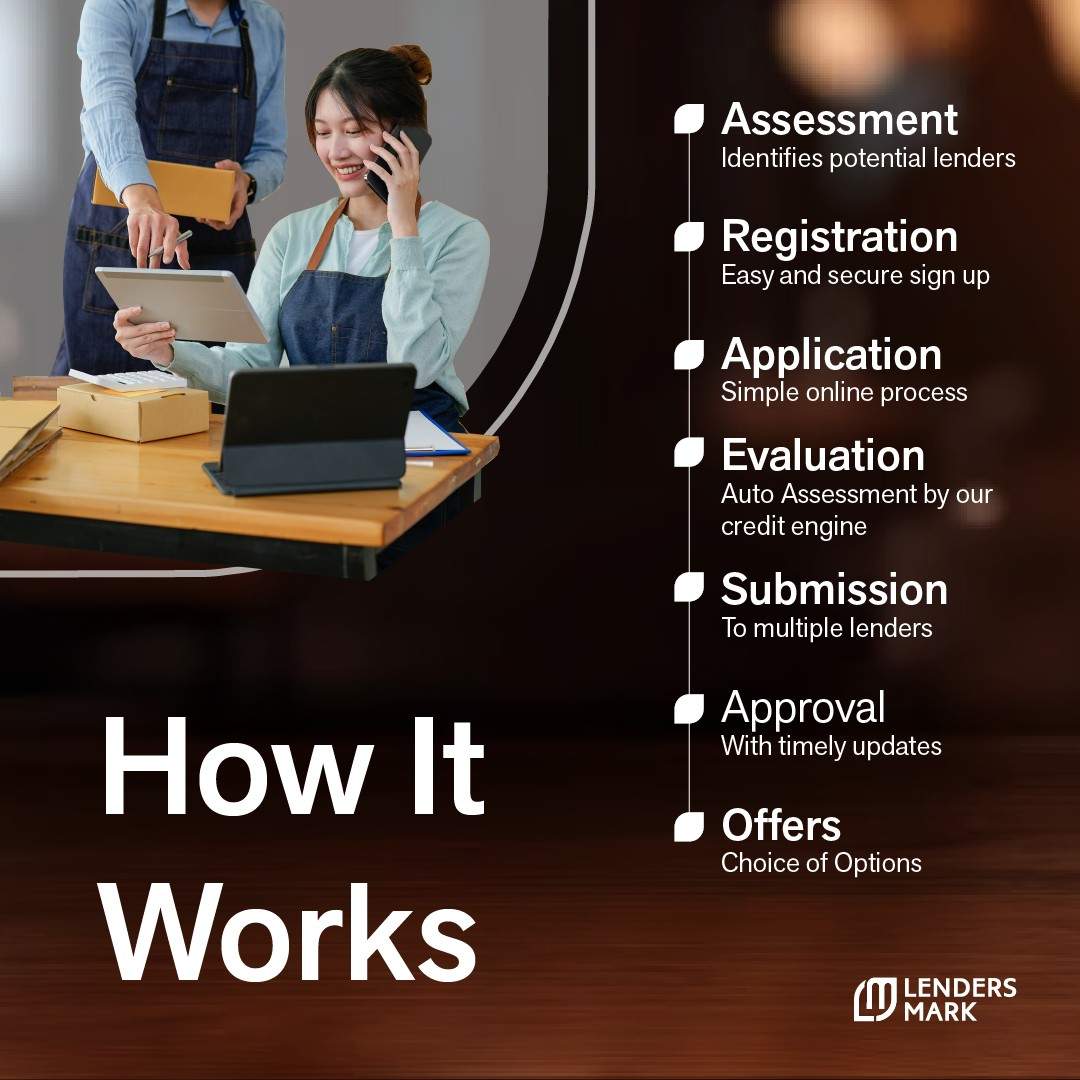 Assessment
Identifies potential lenders
Registration
Easy and secure sign up
Application
Simple online process
Evaluation
Auto Assessment by our
credit engine
Submission
To multiple lenders
Approval
With timely updates
Offers
Choice of Options
How It
Works
LENDERS
MARK